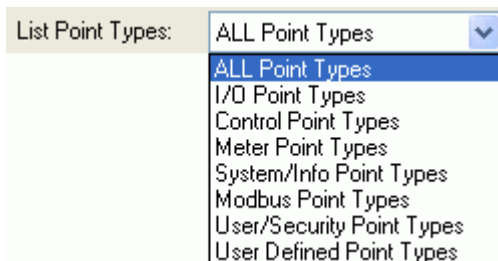 List Point Types: ALL Point Types
ALL Point Types
I/O Point Types
Control Point Types
Meter Point Types
System/Info Point Types
Modbus Point Types
User/Security Point Types
User Defined Point Types